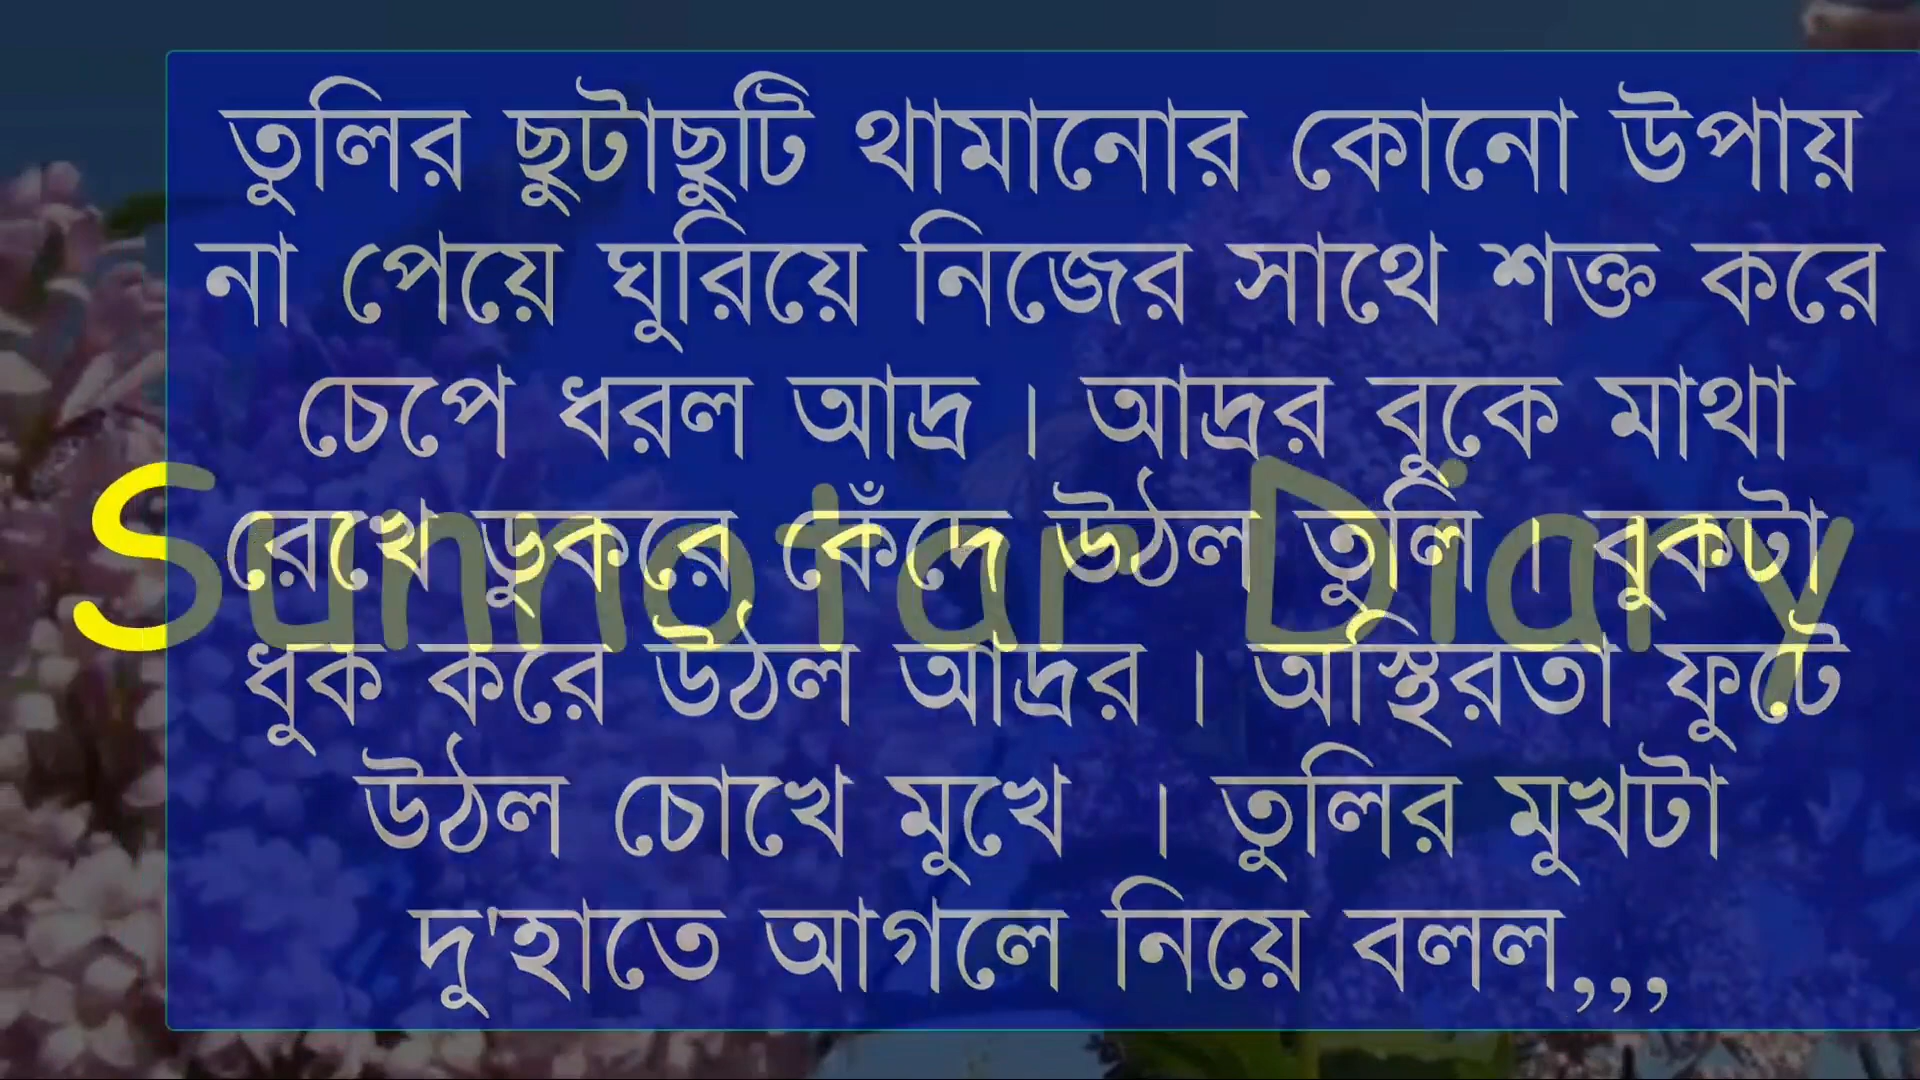 তুলির ছুটাছুটি থামানোর কোনো উপায়
না পেয়ে ঘুরিয়ে নিজের সাথে শক্ত করে
চেপে ধরল আদ্র । আদ্রর বুকে মাথা
রেখে ডুকরে কেঁদে উঠল তুলি । বুকটা
Sunnotar Diary
ধুক করে উঠল আদ্রর । অস্থিরতা ফুটে
উঠল চোখে মুখে । তুলির মুখটা
দু'হাতে আগলে নিয়ে বলল,,,